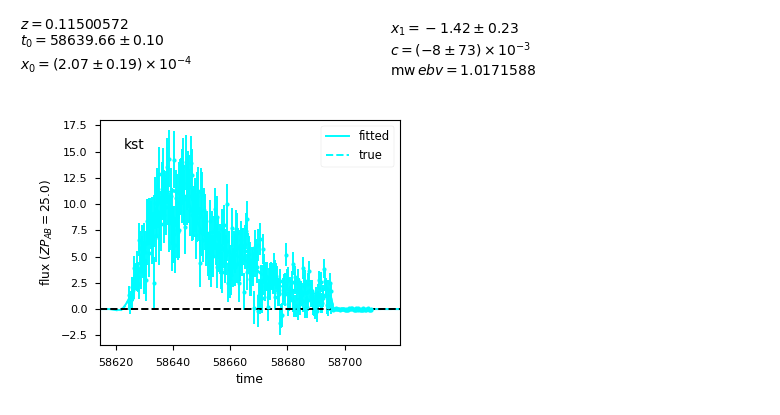 z = 0.11500572
t₀ = 58639.66 ± 0.10
x₀ = (2.07 ± 0.19) × 10⁻⁴
x₁ = −1.42 ± 0.23
c = (−8 ± 73) × 10⁻³
mw ebv = 1.0171588
kst
fitted
true
17.5
15.0
12.5
10.0
7.5
5.0
2.5
0.0
−2.5
flux (ZP_AB = 25.0)
58620 58640 58660 58680 58700
time